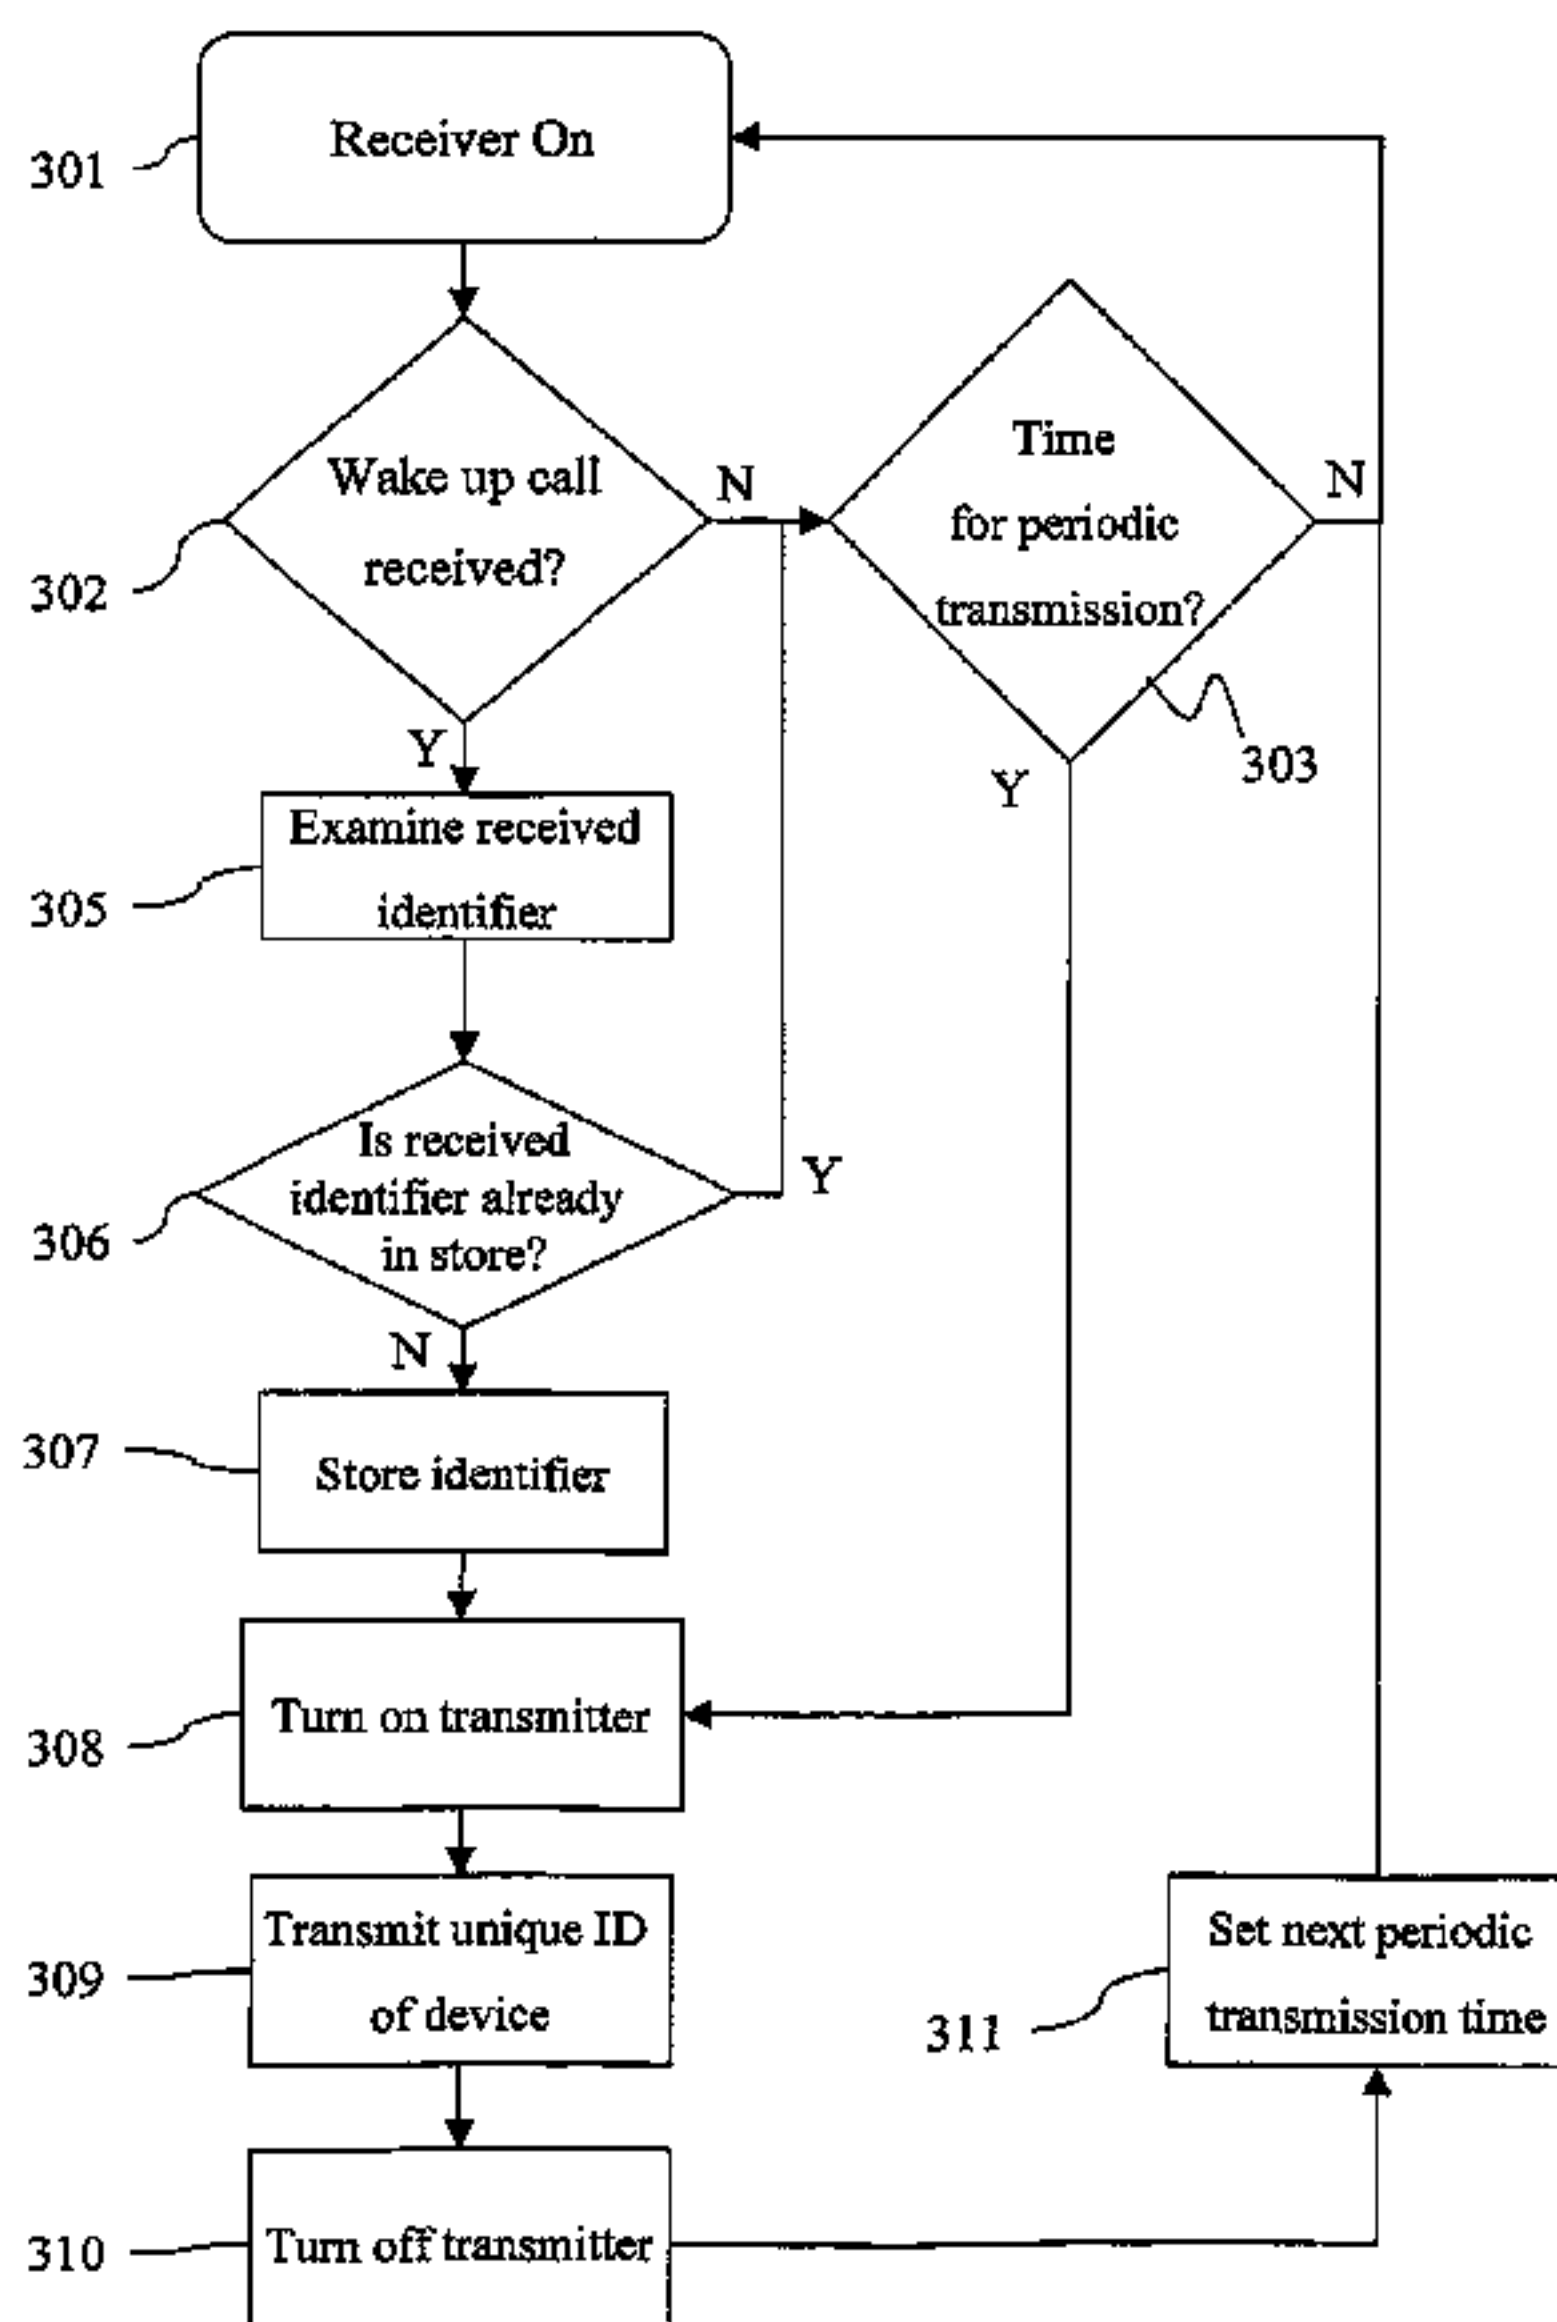 Receiver On
301
Wake up call
received?
N
302
Y
Time
for periodic
transmission?
N
303
Y
Examine received
identifier
305
Is received
identifier already
in store?
Y
306
N
Store identifier
307
Turn on transmitter
308
Transmit unique ID
of device
309
Set next periodic
transmission time
311
Turn off transmitter
310